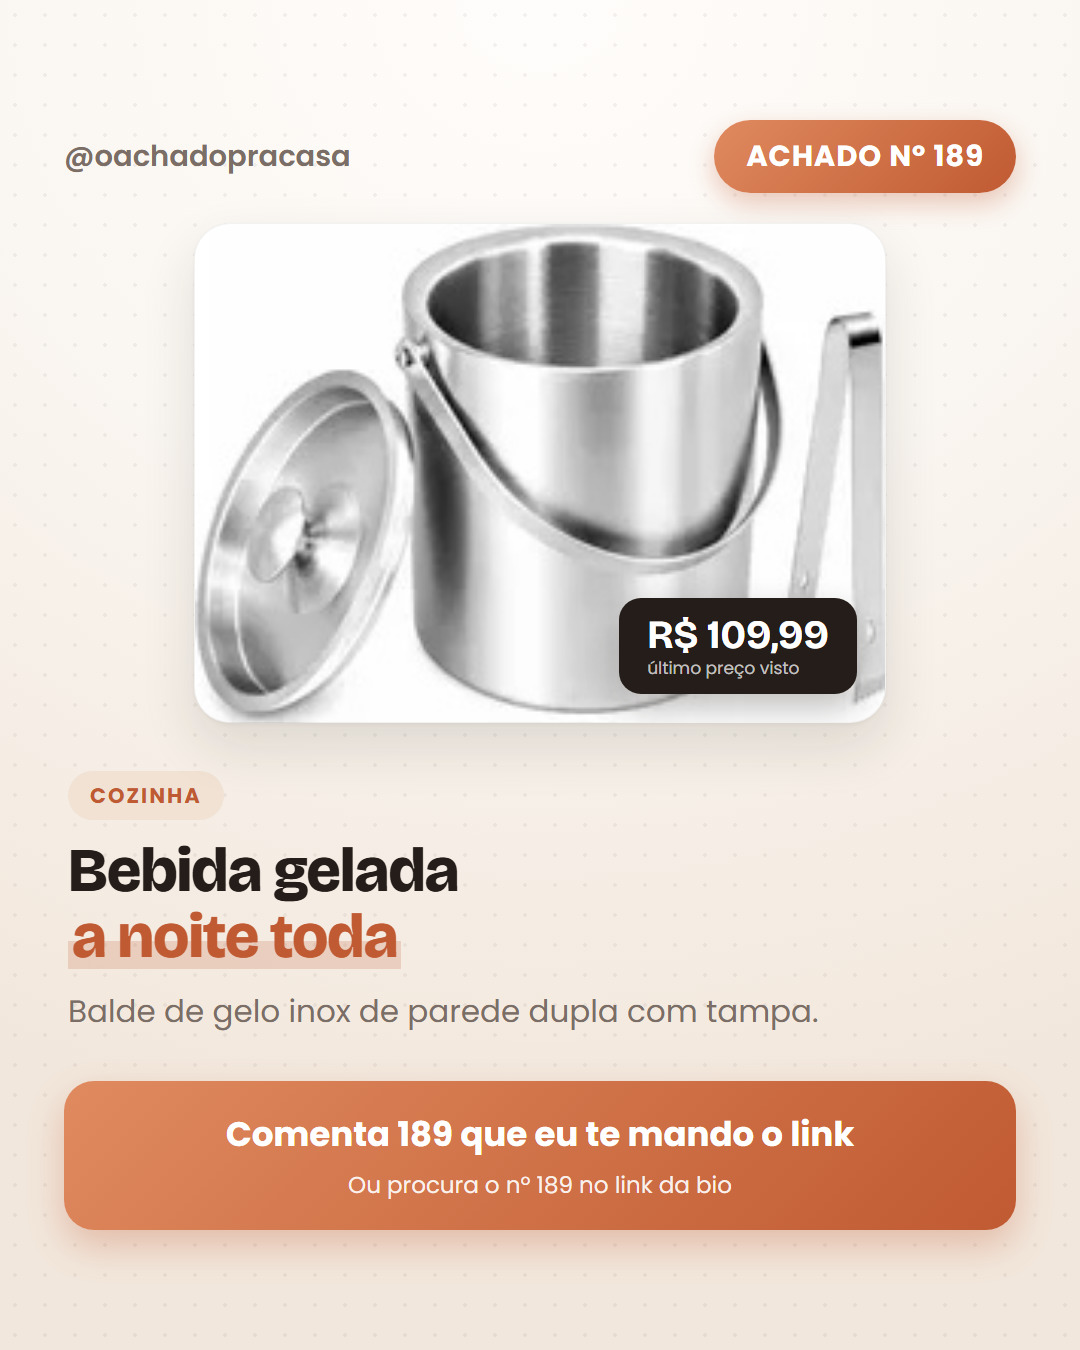 @oachadopracasa
ACHADO Nº 189
R$ 109,99
último preço visto
COZINHA
Bebida gelada
a noite toda
Balde de gelo inox de parede dupla com tampa.
Comenta 189 que eu te mando o link
Ou procura o nº 189 no link da bio